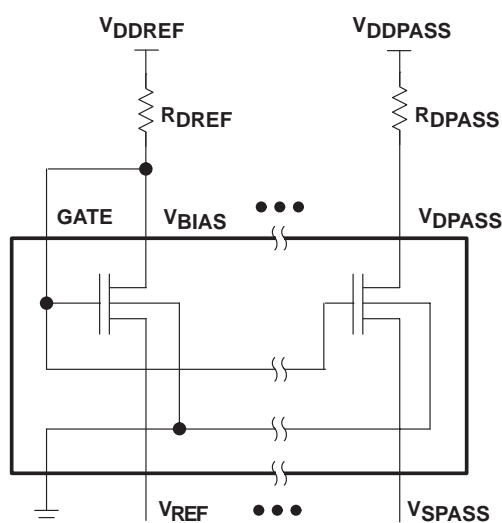 VDDREF
VDDPASS
RDREF
RDPASS
GATE
VBIAS
VDPASS
VREF
VSPASS